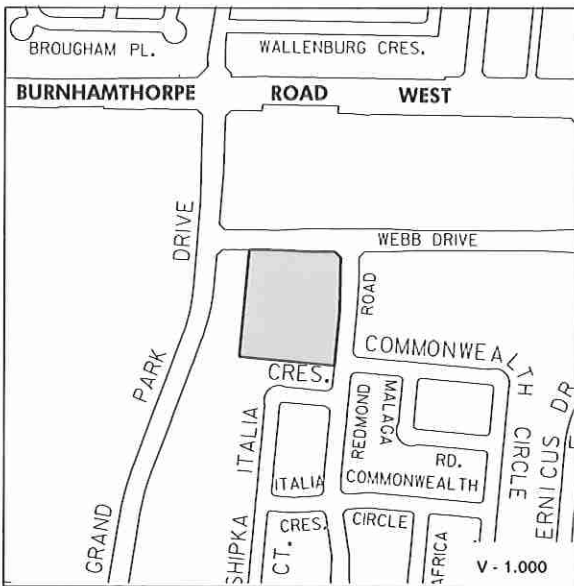 BROUGHAM PL.
WALLENBURG CRES.
BURNHAMTHORPE ROAD WEST
WEBB DRIVE
GRAND PARK DRIVE
REDMOND ROAD
COMMONWEALTH CIRCLE
CRES.
ITALIA
MALAGA RD.
ERNICUS DR
ITALIA
COMMONWEALTH
CRES.
CIRCLE
SHIPKA
CT.
AFRICA
V - 1.000